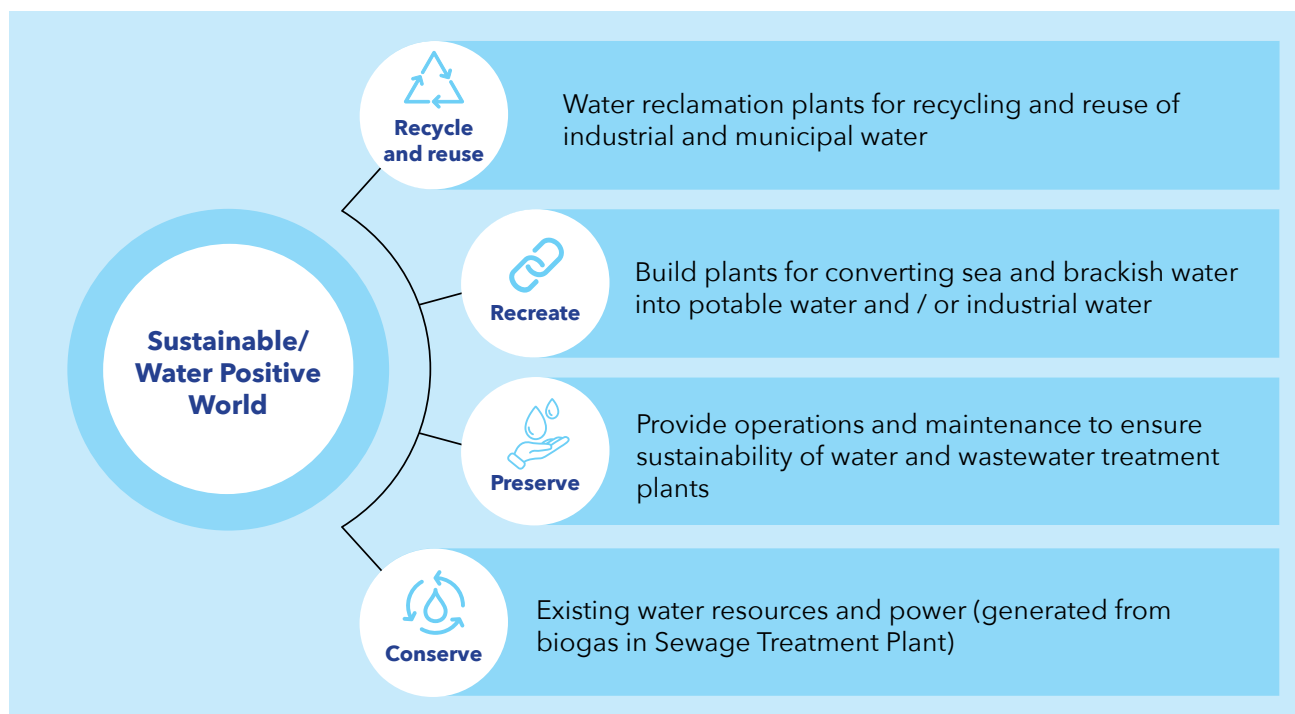 Recycle
and reuse
Water reclamation plants for recycling and reuse of
industrial and municipal water
Sustainable/
Water Positive
World
Recreate
Build plants for converting sea and brackish water
into potable water and / or industrial water
Preserve
Provide operations and maintenance to ensure
sustainability of water and wastewater treatment
plants
Conserve
Existing water resources and power (generated from
biogas in Sewage Treatment Plant)